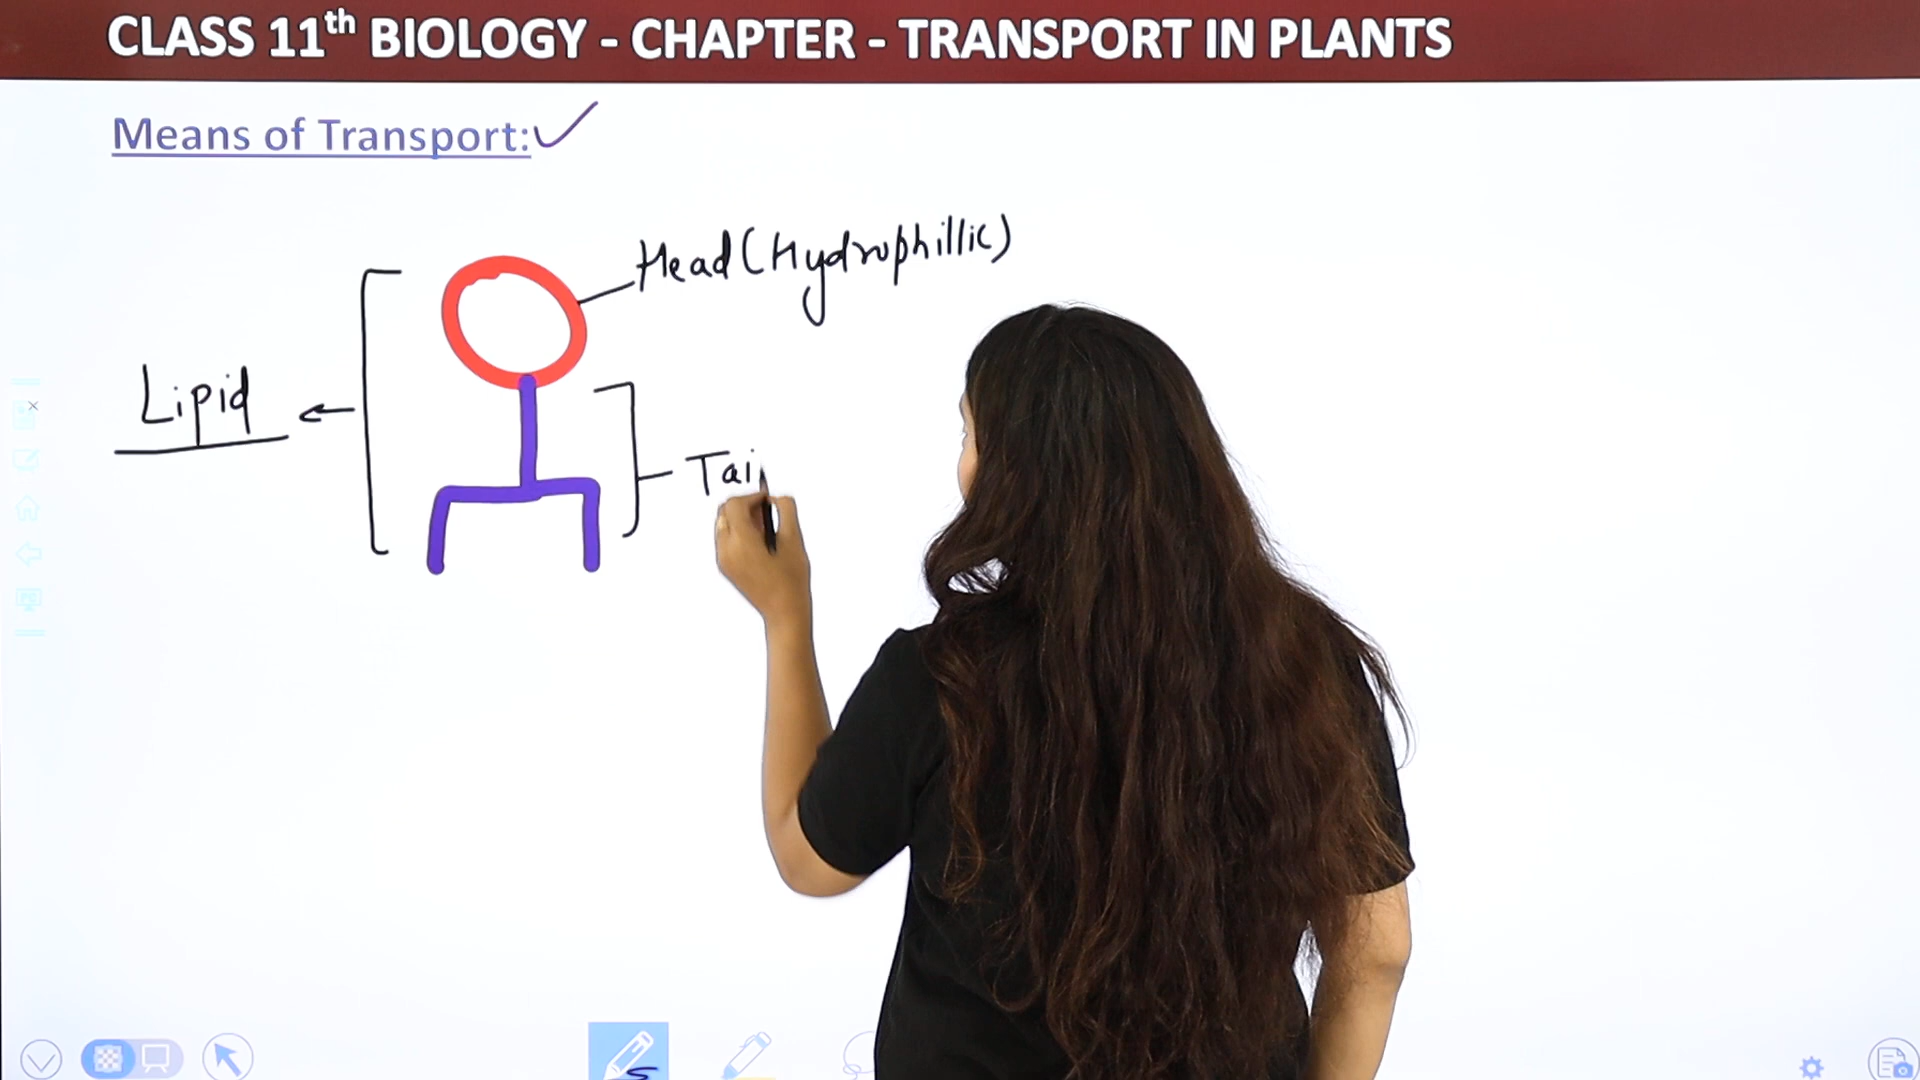 CLASS 11th BIOLOGY - CHAPTER - TRANSPORT IN PLANTS
Means of Transport:
Head (Hydrophillic)
Lipid
Tai